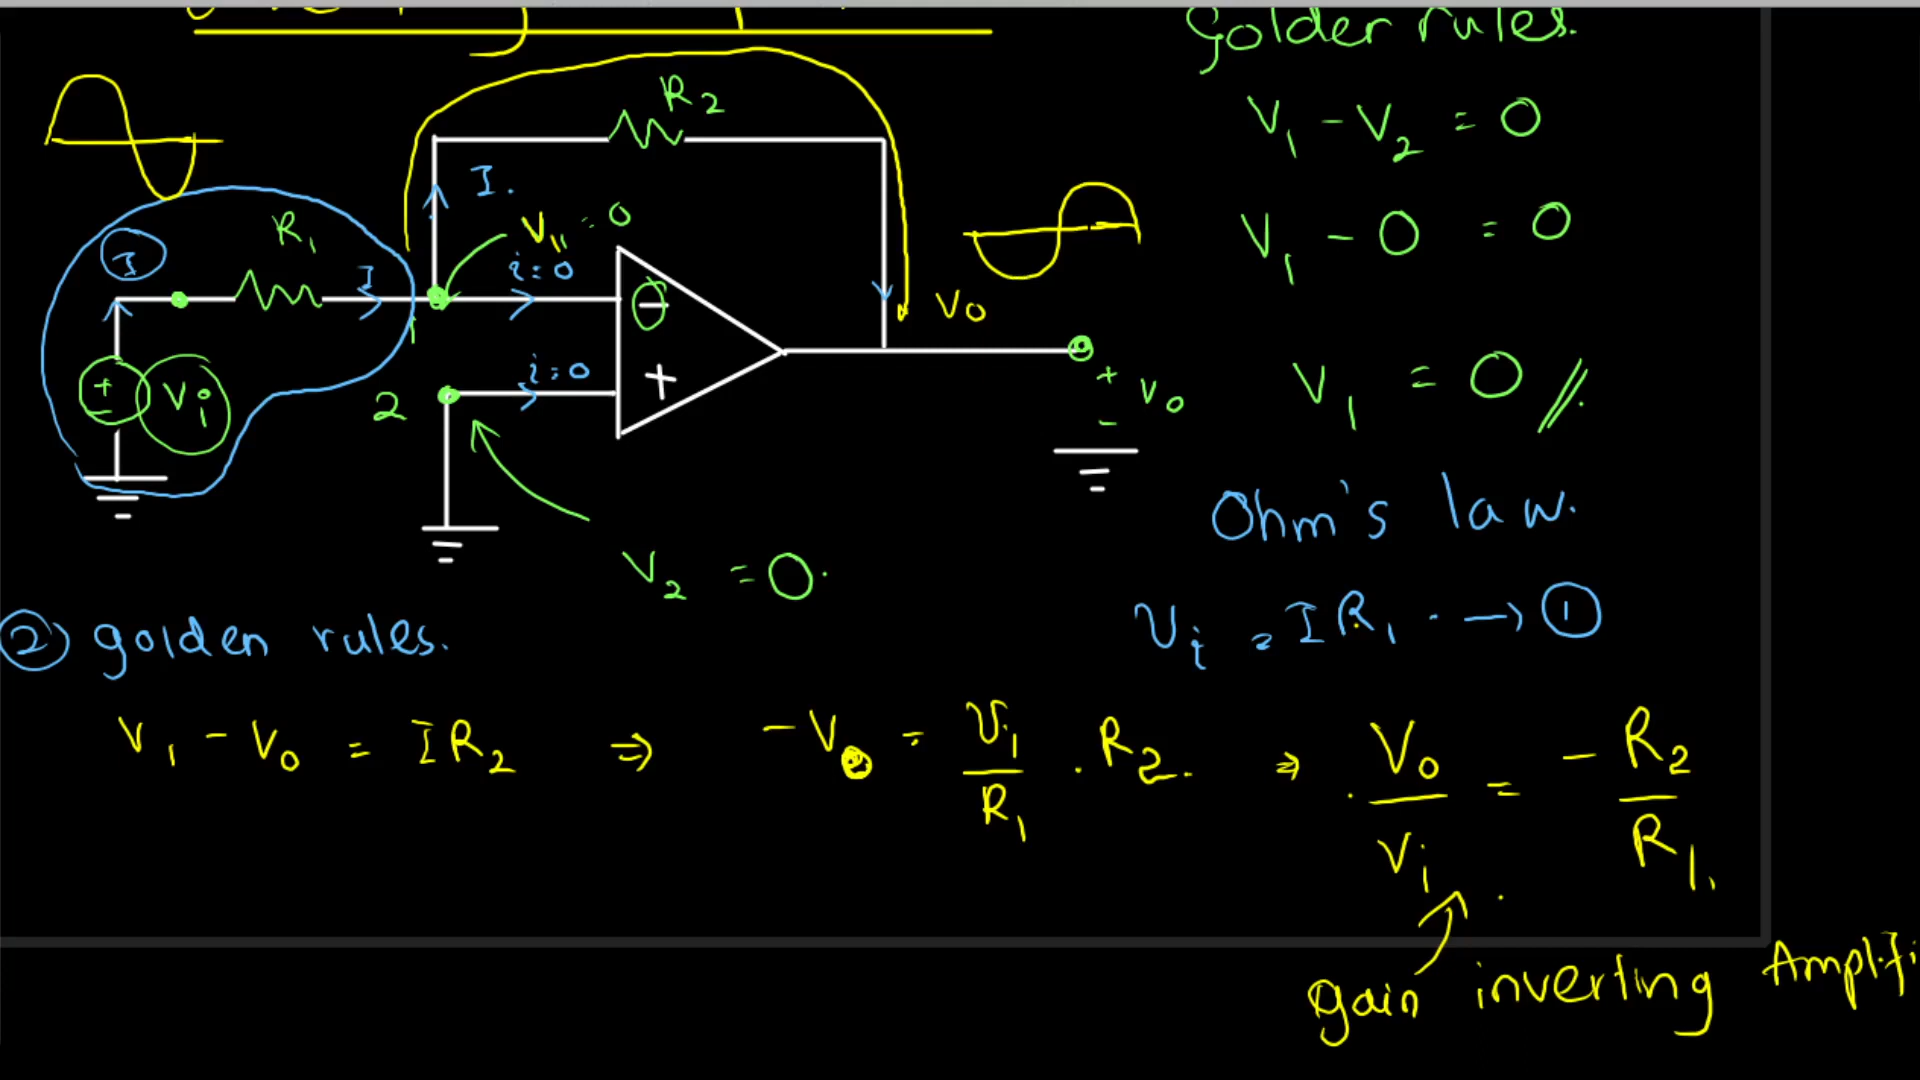 Golder rules.
V1 - V2 = 0
V1 - 0 = 0
V1 = 0 //.
R2
I.
V11 = 0
R1
I
I
i=0
1
Vo
+
-
Vi
i=0
2
+
+
Vo
-
V2 = 0.
Ohm's law.
Vi = IR1 . → ①
② golden rules.
V1 - Vo = IR2 ⇒ -Vo = Vi/R1 . R2. ⇒ Vo/Vi = -R2/R1
gain inverting Amplifi